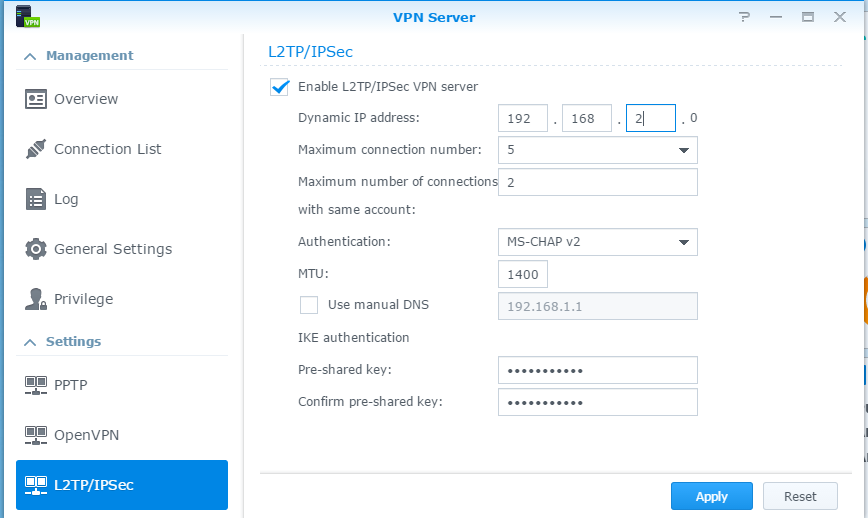 VPN
VPN Server
Management
Overview
Connection List
Log
General Settings
Privilege
Settings
PPTP
OpenVPN
L2TP/IPSec
L2TP/IPSec
Enable L2TP/IPSec VPN server
Dynamic IP address: 192 . 168 . 2 . 0
Maximum connection number: 5
Maximum number of connections 2
with same account:
Authentication: MS-CHAP v2
MTU: 1400
Use manual DNS 192.168.1.1
IKE authentication
Pre-shared key: •••••••••••
Confirm pre-shared key: •••••••••••
Apply Reset